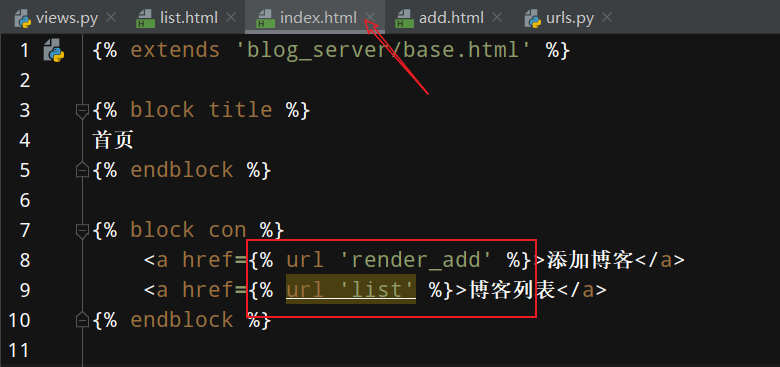 views.py list.html index.html add.html urls.py
1 {% extends 'blog_server/base.html' %}
2
3 {% block title %}
4 首页
5 {% endblock %}
6
7 {% block con %}
8 <a href={% url 'render_add' %}>添加博客</a>
9 <a href={% url 'list' %}>博客列表</a>
10 {% endblock %}
11